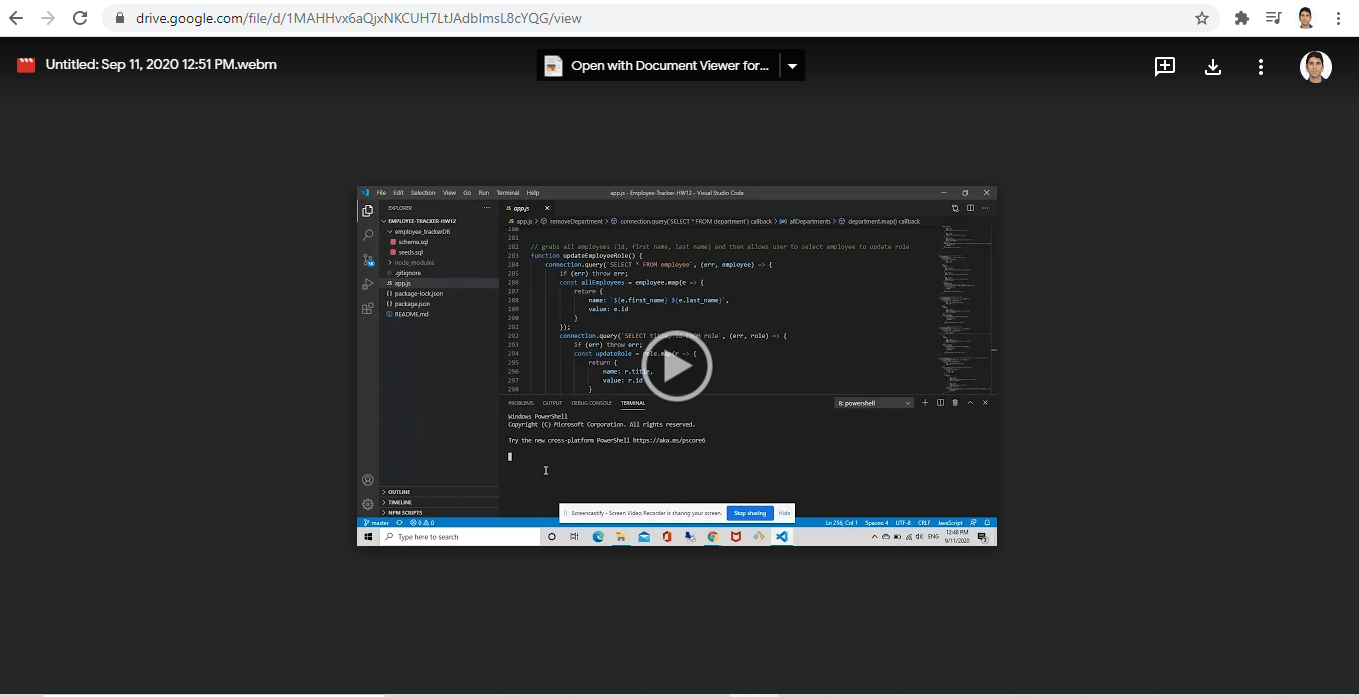 drive.google.com/file/d/1MAHHvx6aQjxNKCUH7LtJAdbImsL8cYQG/view
Untitled: Sep 11, 2020 12:51 PM.webm
Open with Document Viewer for...
File Edit Selection View Go Run Terminal Help
app.js - Employee-Tracker-HW12 - Visual Studio Code
EXPLORER
EMPLOYEE-TRACKER-HW12
employee_trackerDB
schema.sql
seeds.sql
node_modules
.gitignore
JS app.js
{} package-lock.json
{} package.json
README.md
OUTLINE
TIMELINE
NPM SCRIPTS
JS app.js
JS app.js > removeDepartment > connection.query('SELECT * FROM department') callback > allDepartments > department.map() callback
280
281
282 // grabs all employees (id, first name, last name) and then allows user to select employee to update role
283 function updateEmployeeRole() {
284 connection.query(`SELECT * FROM employee`, (err, employee) => {
285 if (err) throw err;
286 const allEmployees = employee.map(e => {
287 return {
288 name: `${e.first_name} ${e.last_name}`,
289 value: e.id
290 }
291 });
292 connection.query(`SELECT title, id FROM role`, (err, role) => {
293 if (err) throw err;
294 const updateRole = role.map(r => {
295 return {
296 name: r.title,
297 value: r.id
298 }
PROBLEMS OUTPUT DEBUG CONSOLE TERMINAL
8: powershell
Windows PowerShell
Copyright (C) Microsoft Corporation. All rights reserved.
Try the new cross-platform PowerShell https://aka.ms/pscore6
Screencastify - Screen Video Recorder is sharing your screen.
Stop sharing
Hide
master
0 0
Ln 256, Col 1 Spaces: 4 UTF-8 CRLF JavaScript
Type here to search
ENG
12:48 PM
9/11/2020